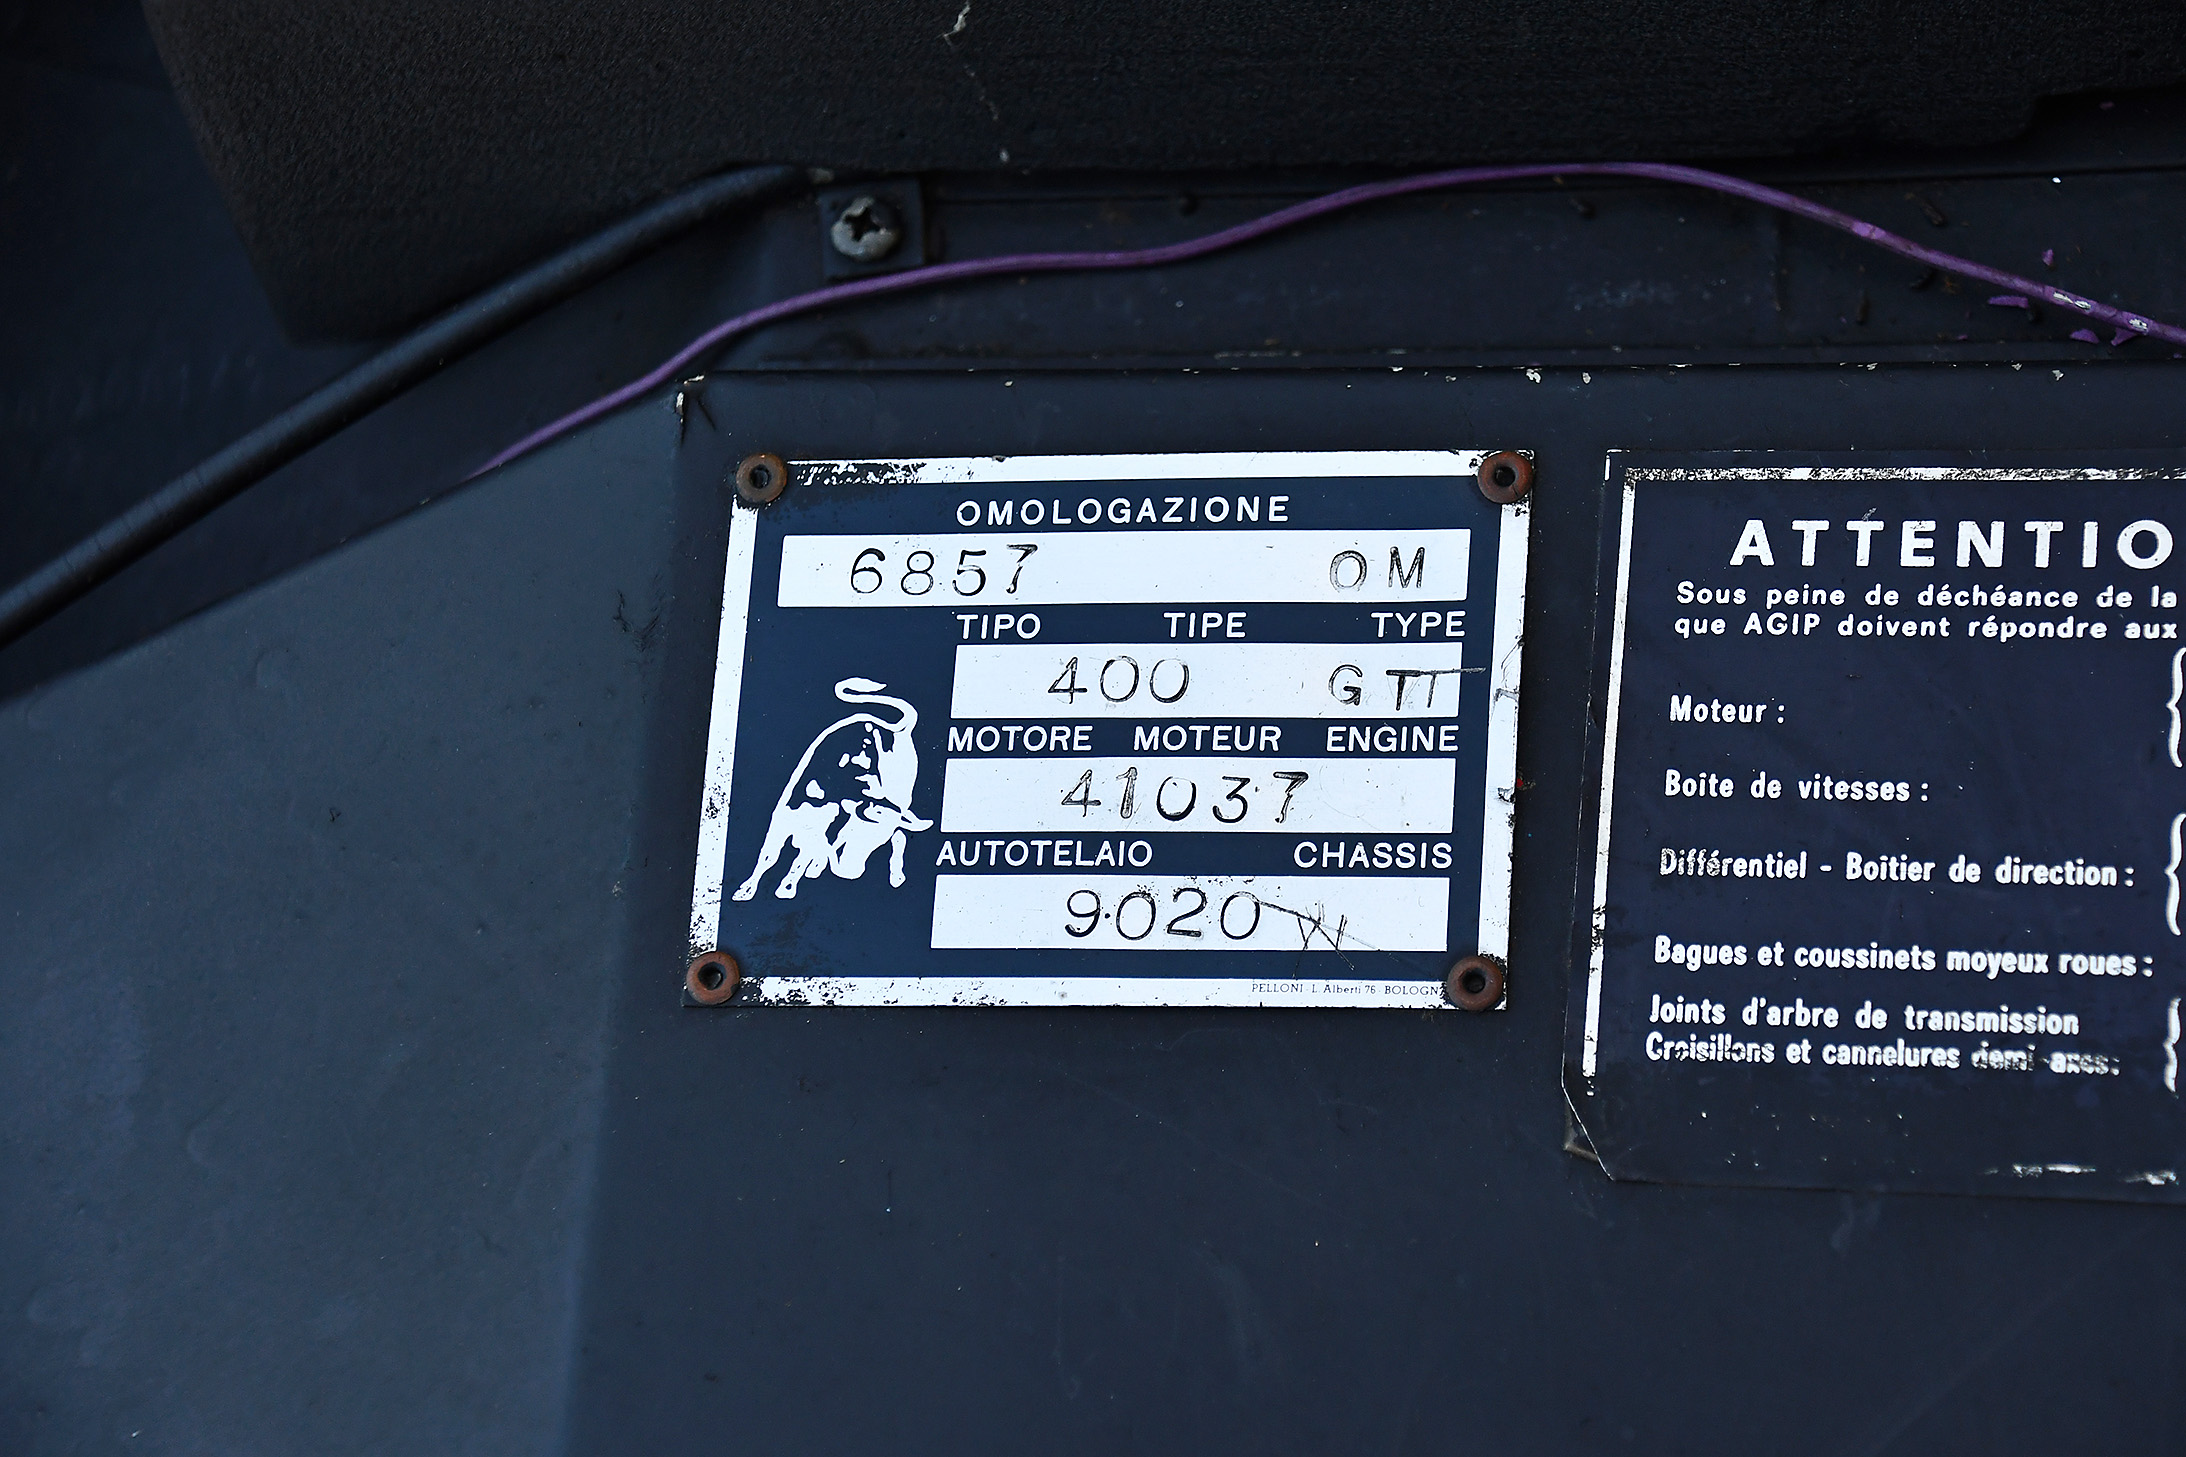 OMOLOGAZIONE
6857 OM
TIPO TIPE TYPE
400 GTT
MOTORE MOTEUR ENGINE
41037
AUTOTELAIO CHASSIS
9020 W
PELLONI - L. Alberti 76 - BOLOGN
ATTENTIO
Sous peine de déchéance de la
que AGIP doivent répondre aux
Moteur :
Boite de vitesses :
Différentiel - Boitier de direction :
Bagues et coussinets moyeux roues :
Joints d'arbre de transmission
Croisillons et cannelures demi-axes: